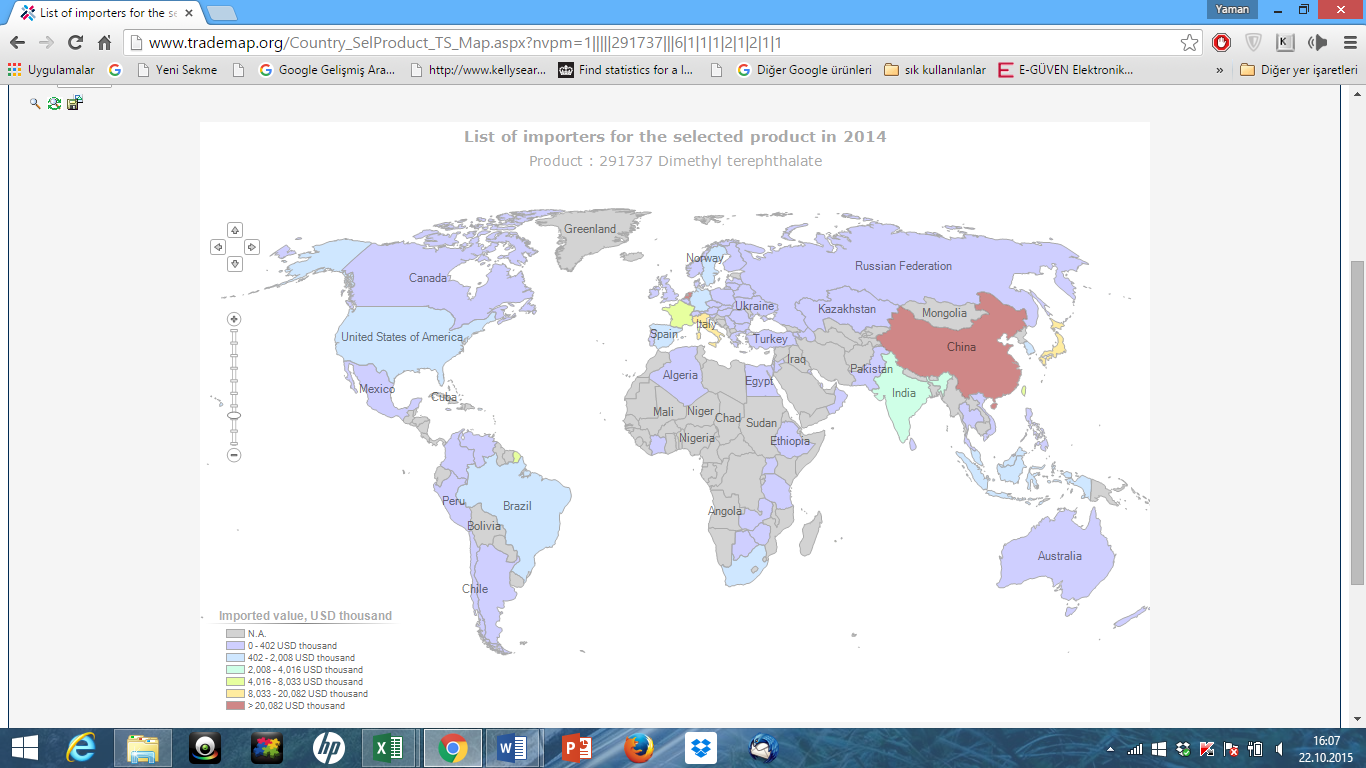 List of importers for the se
Yaman
www.trademap.org/Country_SelProduct_TS_Map.aspx?nvpm=1|||||291737|||6|1|1|1|2|1|2|1|1
Uygulamalar
Yeni Sekme
Google Gelişmiş Ara...
http://www.kellysear...
Find statistics for a l...
Diğer Google ürünleri
sık kullanılanlar
E-GÜVEN Elektronik...
»
Diğer yer işaretleri
List of importers for the selected product in 2014
Product : 291737 Dimethyl terephthalate
Greenland
Norway
Russian Federation
Canada
Ukraine
Kazakhstan
Mongolia
United States of America
Spain
Italy
Turkey
China
Iraq
Pakistan
Mexico
Cuba
Algeria
Egypt
India
Mali
Niger
Chad
Sudan
Nigeria
Ethiopia
Peru
Brazil
Angola
Bolivia
Australia
Chile
Imported value, USD thousand
N.A.
0 - 402 USD thousand
402 - 2,008 USD thousand
2,008 - 4,016 USD thousand
4,016 - 8,033 USD thousand
8,033 - 20,082 USD thousand
> 20,082 USD thousand
16:07
22.10.2015